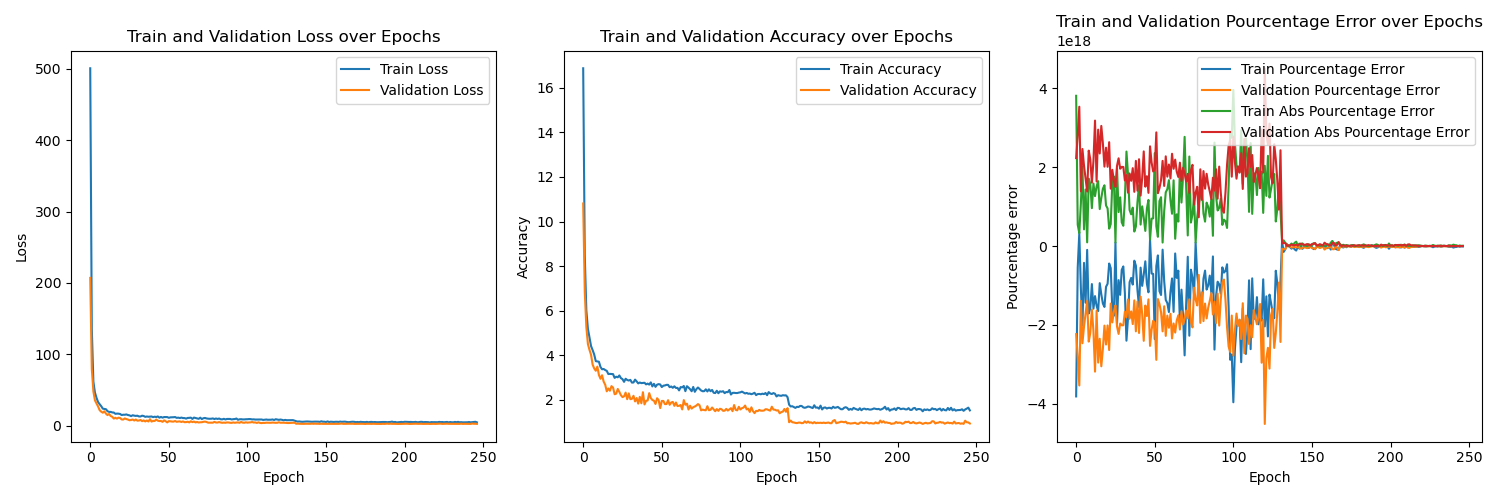 Train and Validation Loss over Epochs
Train Loss
Validation Loss
500
400
300
200
100
0
Loss
0 50 100 150 200 250
Epoch
Train and Validation Accuracy over Epochs
Train Accuracy
Validation Accuracy
16
14
12
10
8
6
4
2
Accuracy
0 50 100 150 200 250
Epoch
Train and Validation Pourcentage Error over Epochs
1e18
Train Pourcentage Error
Validation Pourcentage Error
Train Abs Pourcentage Error
Validation Abs Pourcentage Error
4
2
0
−2
−4
Pourcentage error
0 50 100 150 200 250
Epoch